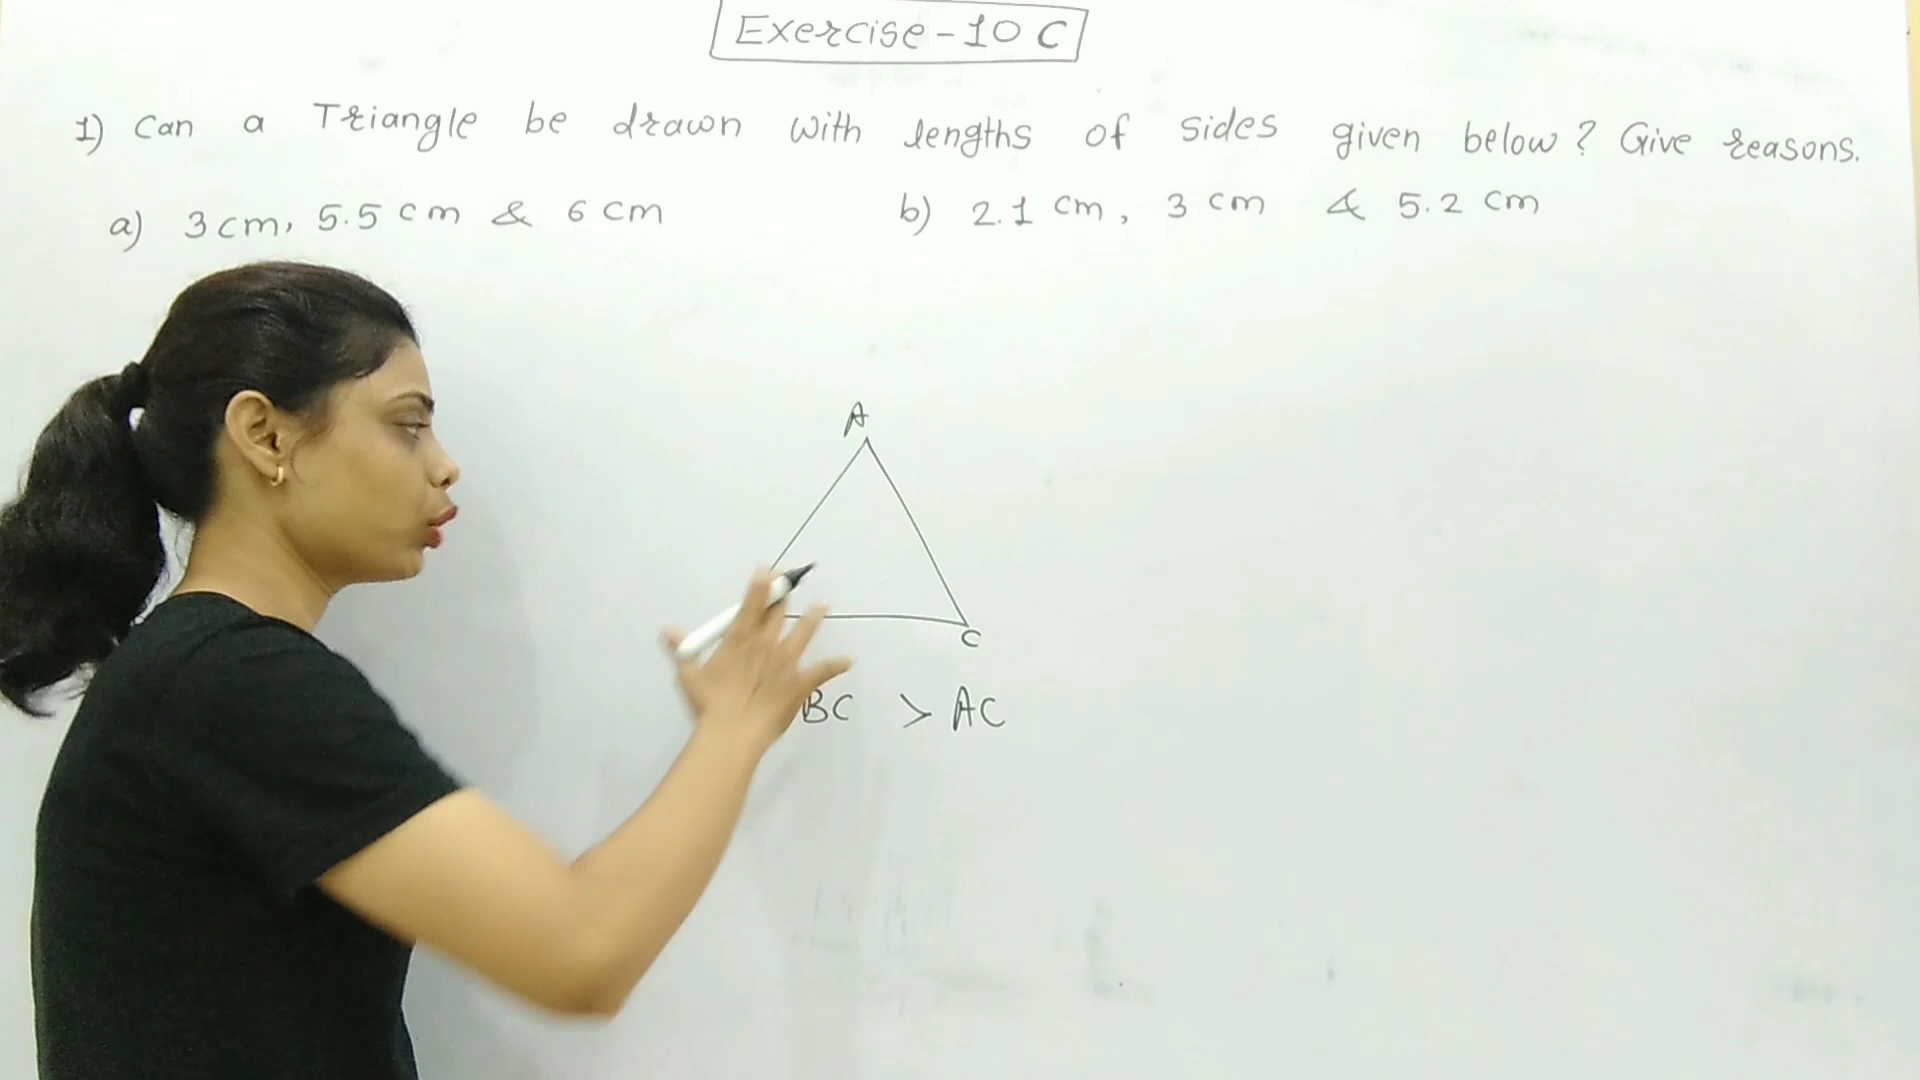 Exercise - 10 C
1) Can a Triangle be drawn with lengths of sides given below? Give reasons.
a) 3 cm, 5.5 cm & 6 cm
b) 2.1 cm, 3 cm & 5.2 cm
A
C
BC > AC